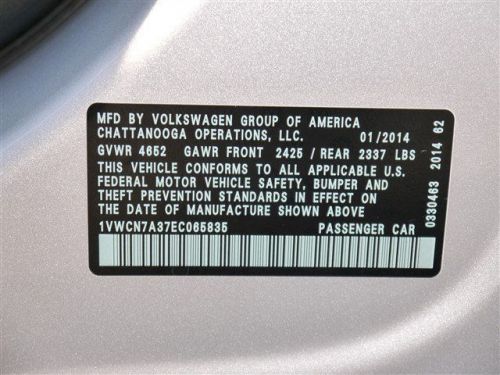 MFD BY VOLKSWAGEN GROUP OF AMERICA
CHATTANOOGA OPERATIONS, LLC. 01/2014
GVWR 4652 GAWR FRONT 2425 / REAR 2337 LBS
THIS VEHICLE CONFORMS TO ALL APPLICABLE U.S.
FEDERAL MOTOR VEHICLE SAFETY, BUMPER AND
THEFT PREVENTION STANDARDS IN EFFECT ON
THE DATE OF MANUFACTURE SHOWN ABOVE
1VWCN7A37EC065835 PASSENGER CAR
0330463 2014 62